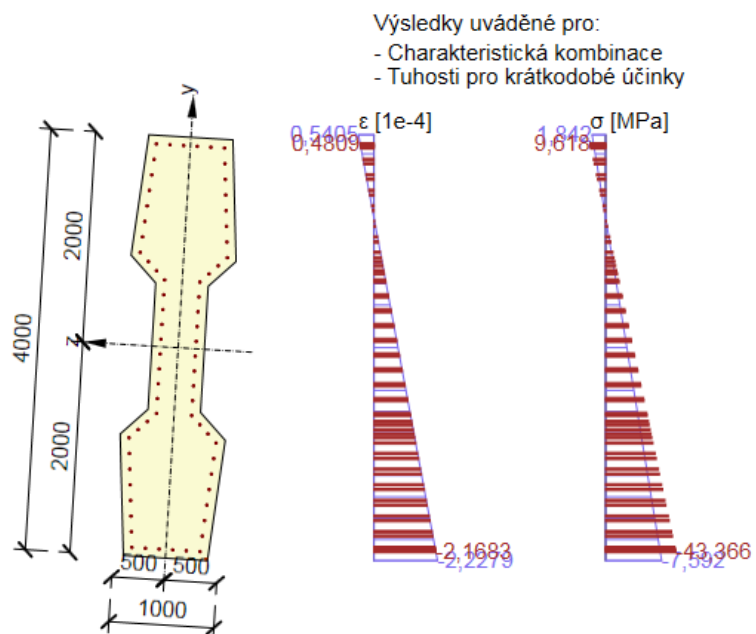 Výsledky uváděné pro:
- Charakteristická kombinace
- Tuhosti pro krátkodobé účinky
y
ε [1e-4]
σ [MPa]
0,5405
1,842
0,4809
9,618
2000
4000
z
2000
-2,1683
-43,366
-2,2279
-7,592
500
500
1000